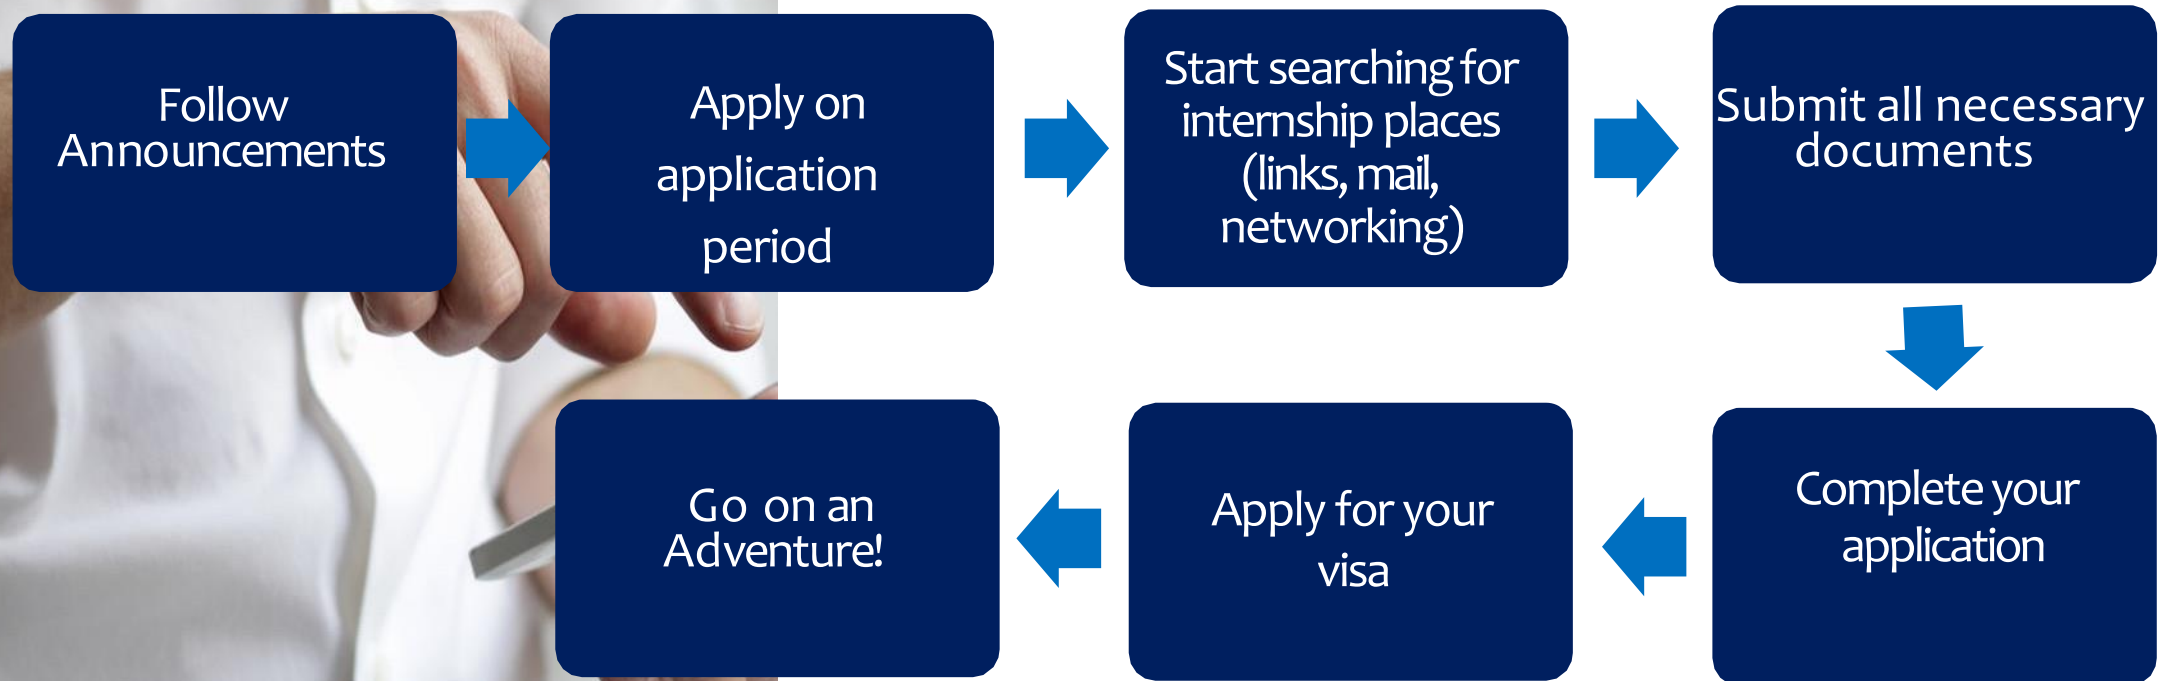 Follow
Announcements
Apply on
application
period
Start searching for
internship places
(links, mail,
networking)
Submit all necessary
documents
Complete your
application
Apply for your
visa
Go on an
Adventure!